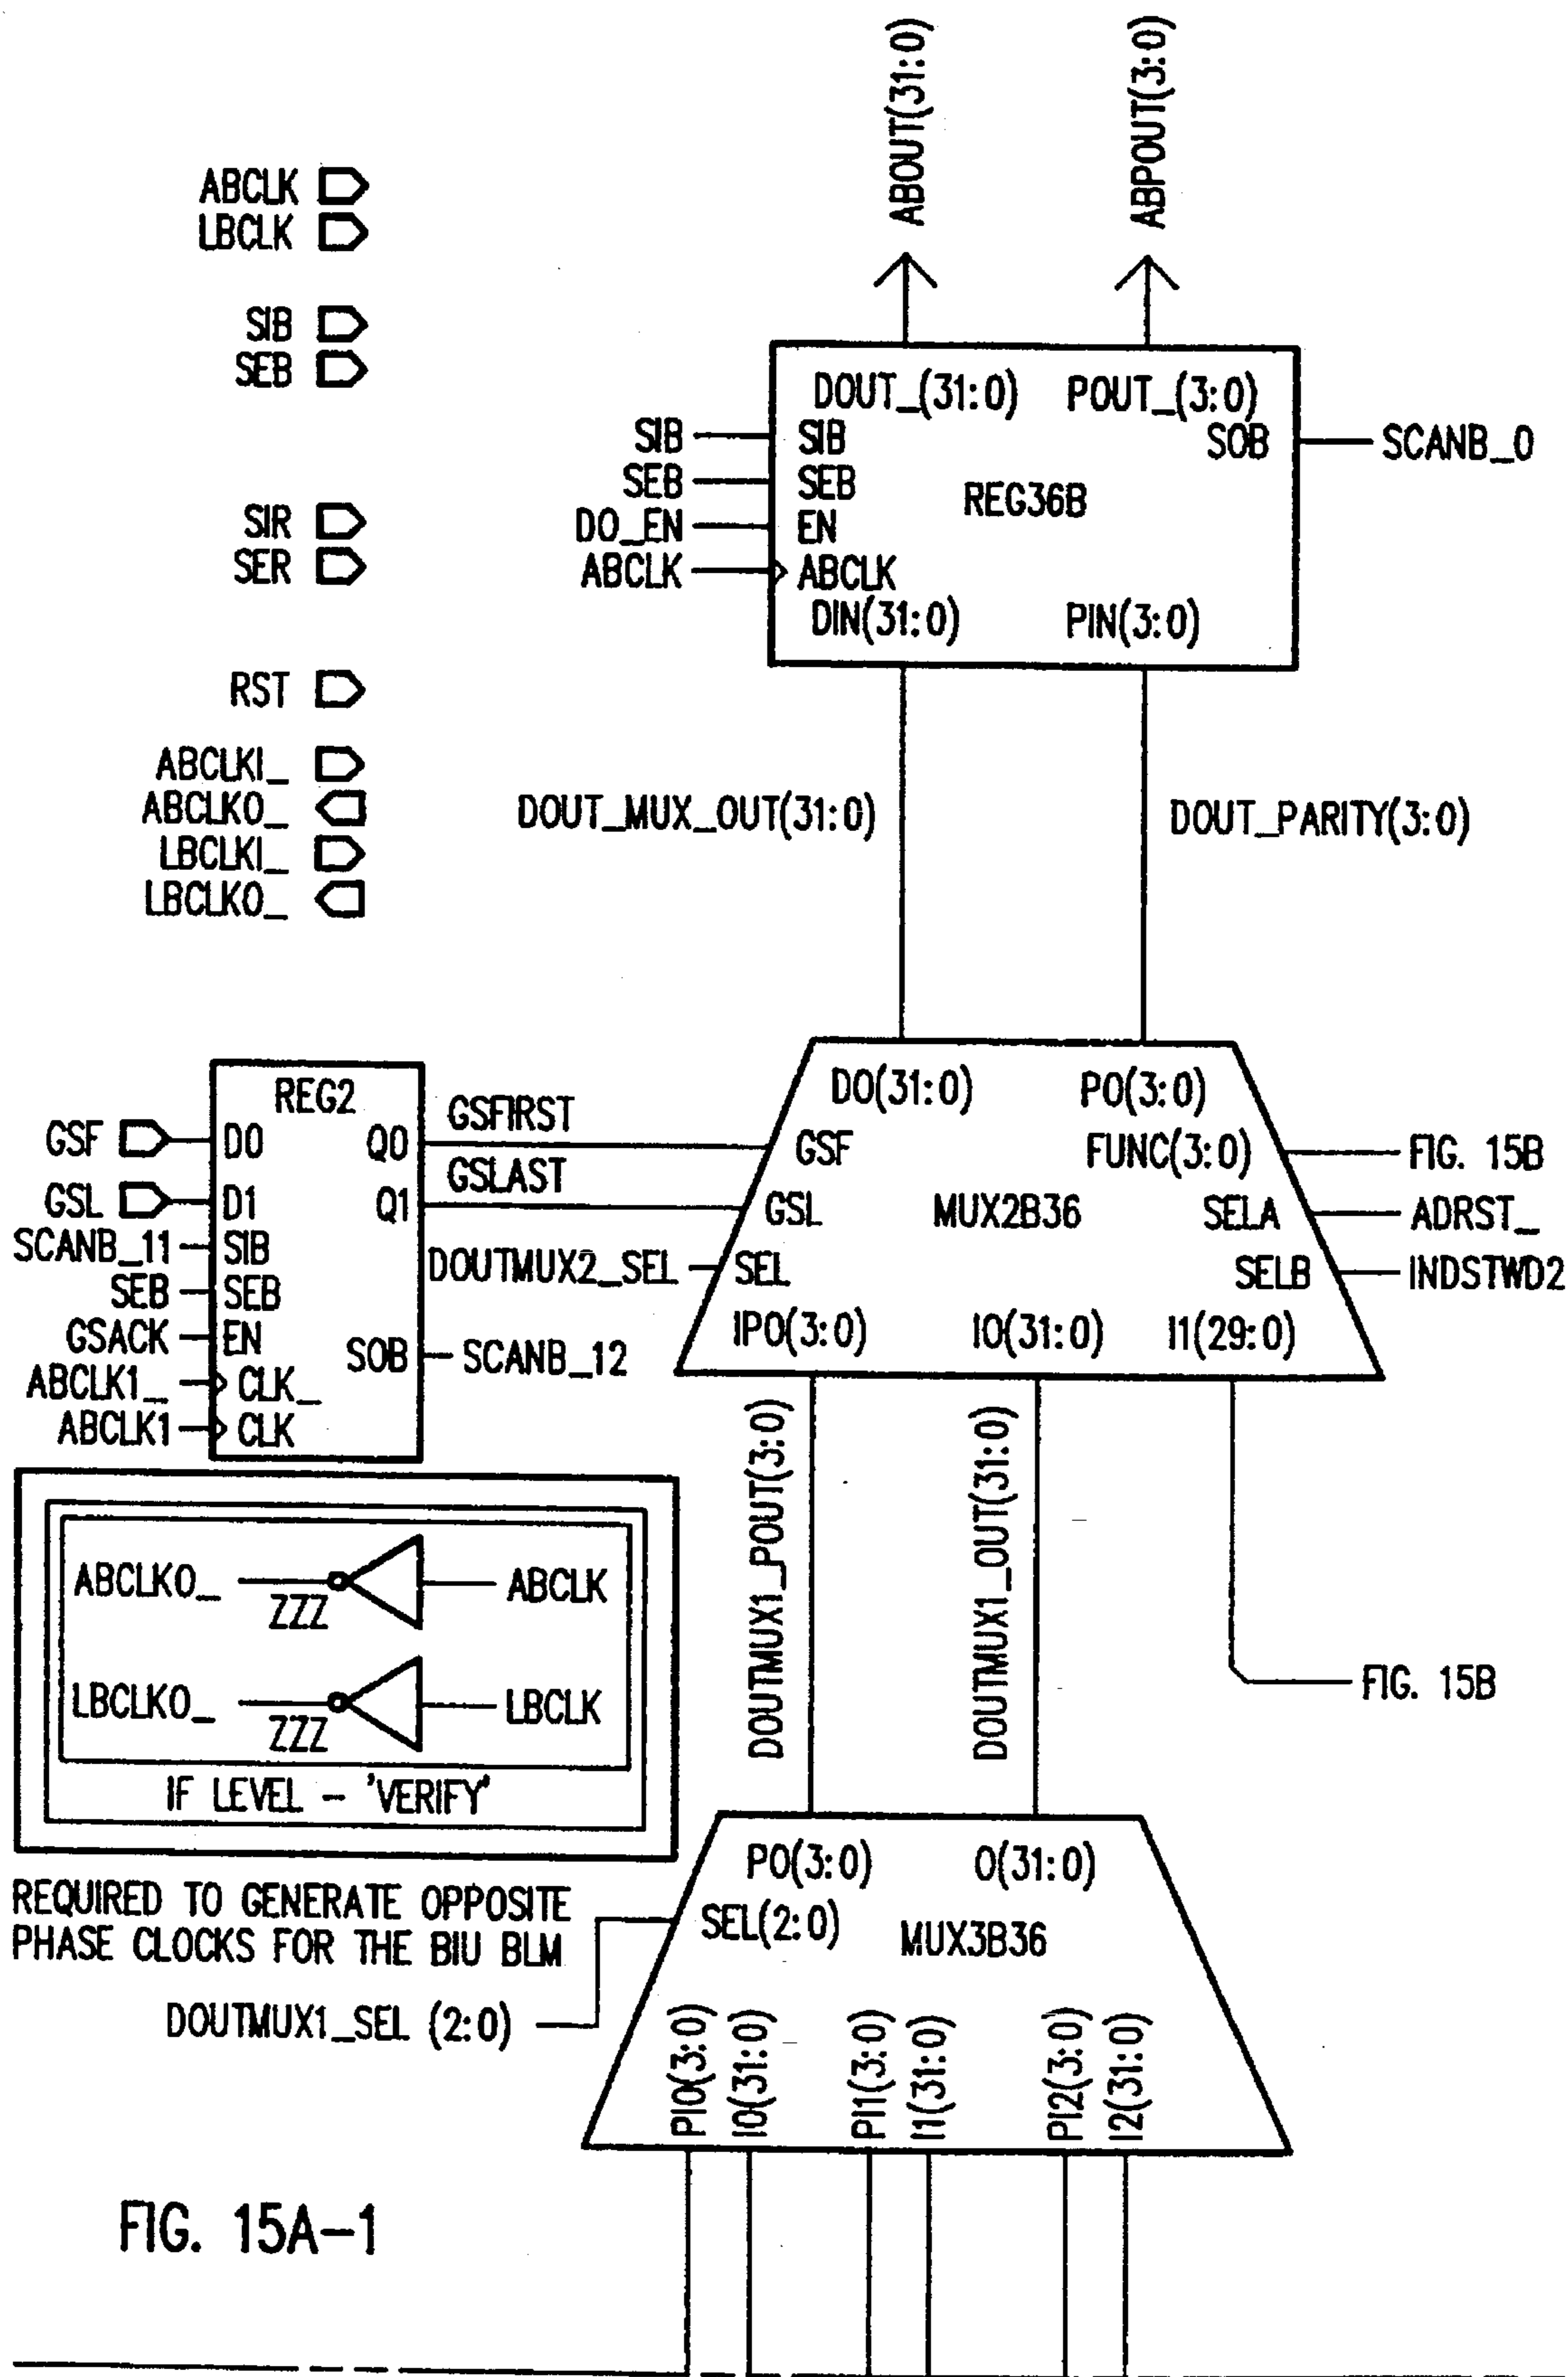 ABOUT(31:0)
ABPOUT(3:0)
ABCLK
LBCLK
SIB
SEB
SIR
SER
RST
ABCLKI_
ABCLKO_
LBCLKI_
LBCLKO_
DOUT_(31:0) POUT_(3:0)
SIB SIB SOB SCANB_0
SEB SEB REG36B
DO_EN EN
ABCLK ABCLK
DIN(31:0) PIN(3:0)
DOUT_MUX_OUT(31:0) DOUT_PARITY(3:0)
REG2
GSF D0 Q0 GSFIRST
GSL D1 Q1 GSLAST
SCANB_11 SIB
SEB SEB
GSACK EN
SOB SCANB_12
ABCLK1_ CLK_
ABCLK1 CLK
DO(31:0) PO(3:0)
GSF FUNC(3:0) FIG. 15B
GSL MUX2B36 SELA ADRST_
DOUTMUX2_SEL SEL SELB INDSTWD2
IPO(3:0) IO(31:0) I1(29:0)
DOUTMUX1_POUT(3:0)
DOUTMUX1_OUT(31:0)
FIG. 15B
ABCLKO_ ZZZ ABCLK
LBCLKO_ ZZZ LBCLK
IF LEVEL - 'VERIFY'
REQUIRED TO GENERATE OPPOSITE
PHASE CLOCKS FOR THE BIU BLM
DOUTMUX1_SEL (2:0)
PO(3:0) O(31:0)
SEL(2:0) MUX3B36
PI0(3:0)
I0(31:0)
PI1(3:0)
I1(31:0)
PI2(3:0)
I2(31:0)
FIG. 15A-1